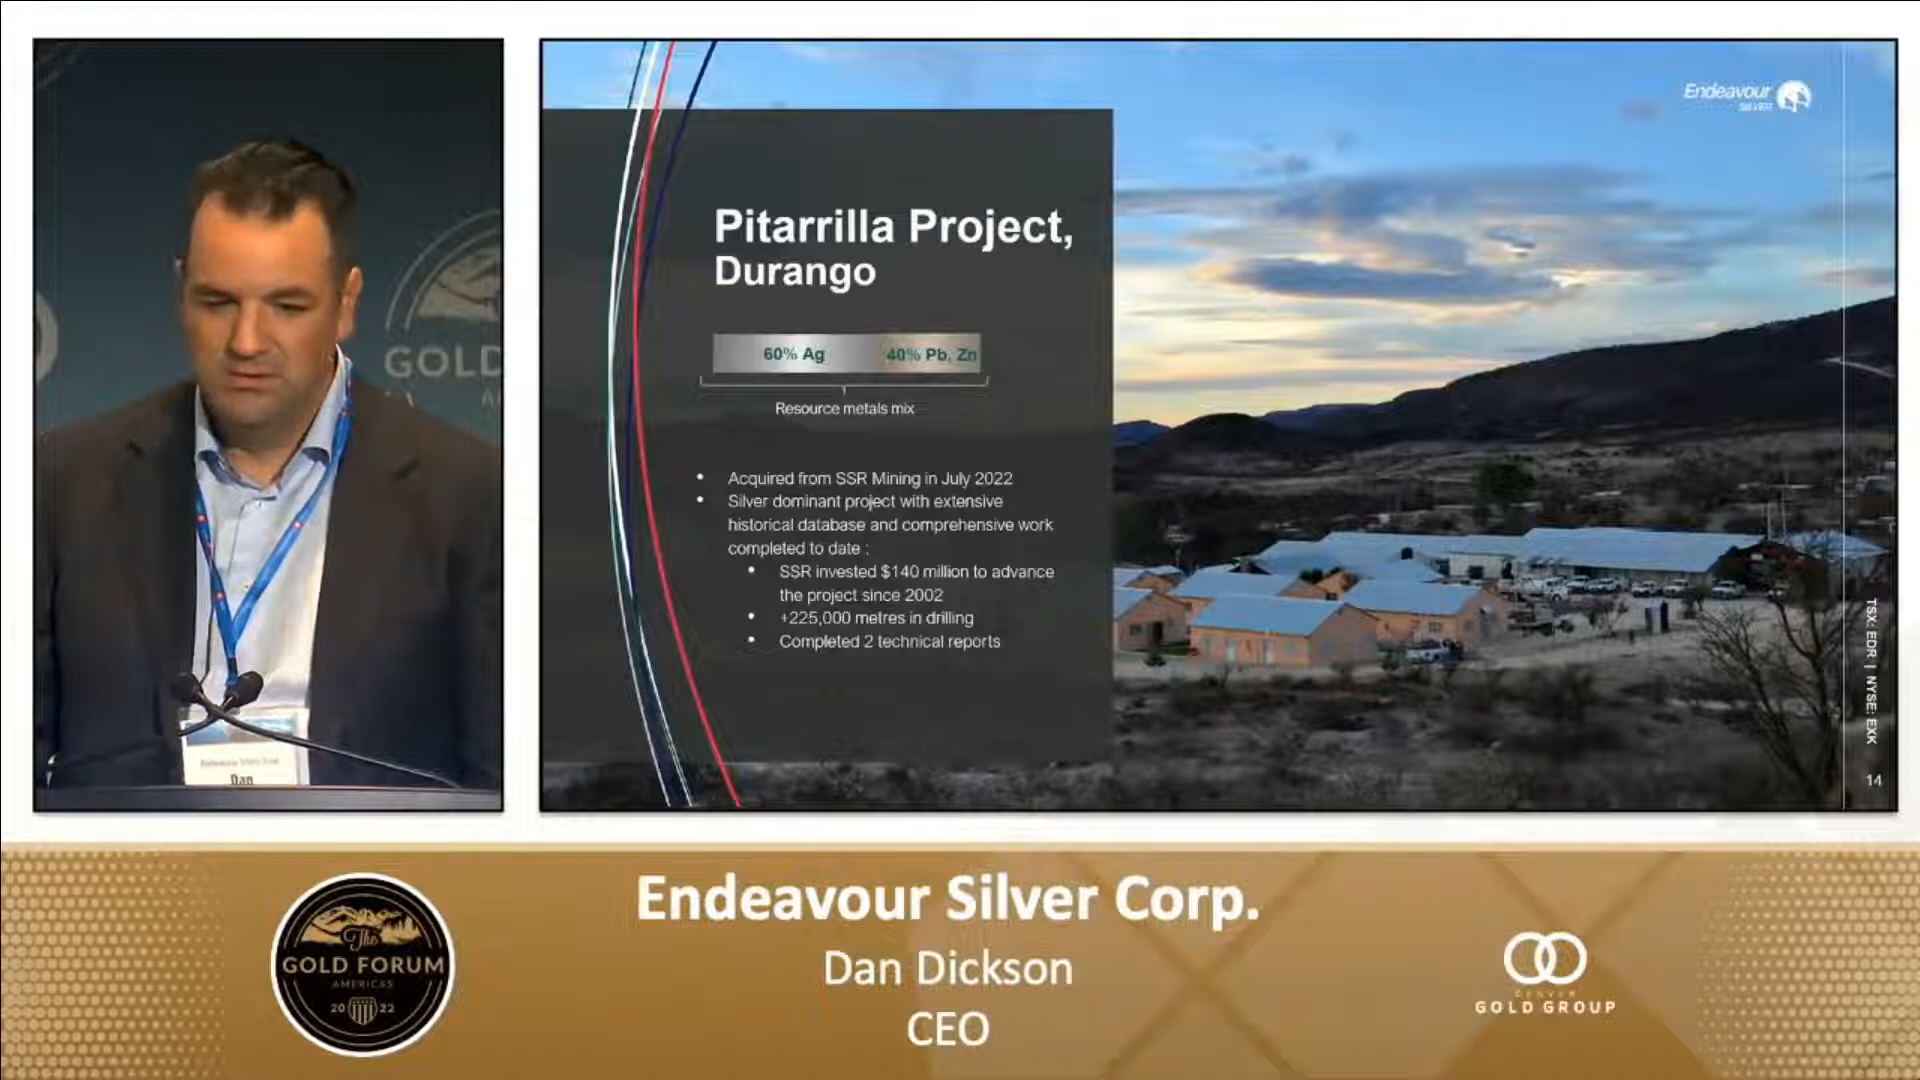 GOLD
Dan
Endeavour
SILVER
Pitarrilla Project,
Durango
60% Ag
40% Pb, Zn
Resource metals mix
• Acquired from SSR Mining in July 2022
• Silver dominant project with extensive
historical database and comprehensive work
completed to date :
• SSR invested $140 million to advance
the project since 2002
• +225,000 metres in drilling
• Completed 2 technical reports
TSX: EDR | NYSE: EXK
14
The
GOLD FORUM
AMERICAS
20 22
Endeavour Silver Corp.
Dan Dickson
CEO
DENVER
GOLD GROUP